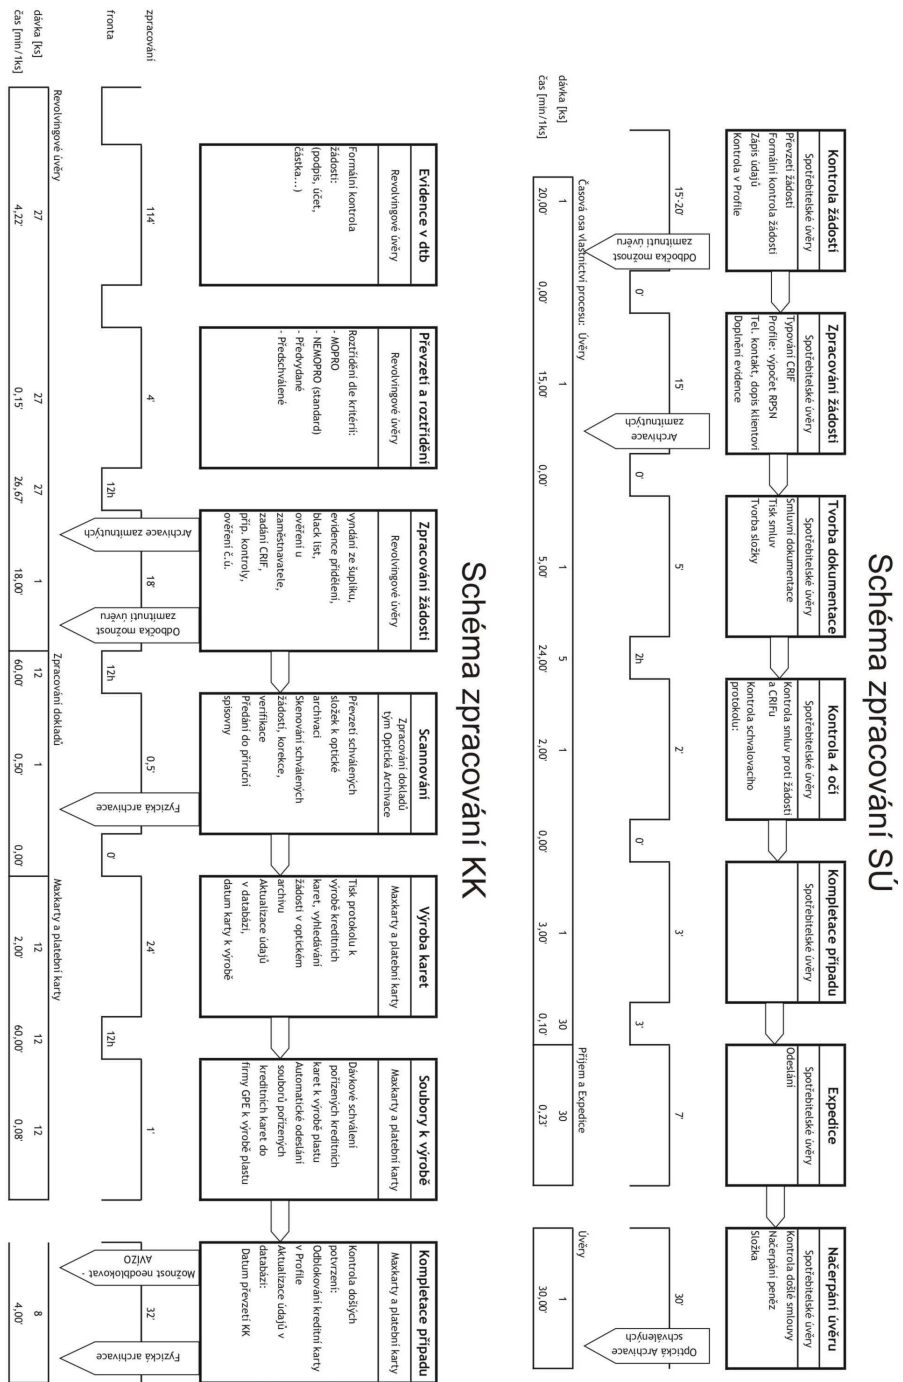 Schéma zpracování SÚ
Kontrola žádostí
Spotřebitelské úvěry
Převzetí žádosti
Formální kontrola žádosti
Zápis údajů
Kontrola v Profile
Zpracování žádosti
Spotřebitelské úvěry
Typování CRIF
Profile: výpočet RPSN
Tel. kontakt, dopis klientovi
Doplnění evidence
Tvorba dokumentace
Spotřebitelské úvěry
Smluvní dokumentace
Tisk smluv
Tvorba složky
Kontrola 4 očí
Spotřebitelské úvěry
Kontrola smluv proti žádosti
a CRIFu
Kontrola schvalovacího
protokolu:
Kompletace případu
Spotřebitelské úvěry
Expedice
Spotřebitelské úvěry
Odeslání
Načerpání úvěru
Spotřebitelské úvěry
Kontrola došlé smlouvy
Načerpání peněz
Složka
15'-20'
0'
15'
0'
5'
2h
2'
0'
3'
3'
7'
30'
Odbočka možnost
zamítnutí úvěru
Archivace
zamítnutých
Optická Archivace
schválených
Časová osa vlastnictví procesu: Úvěry
Příjem a Expedice
Úvěry
dávka [ks]
1
1
1
5
1
1
30
30
1
čas [min/1ks]
20,00'
0,00'
15,00'
0,00'
5,00'
24,00'
2,00'
0,00'
3,00'
0,10'
0,23'
30,00'
Schéma zpracování KK
Evidence v dtb
Revolvingové úvěry
Formální kontrola
žádosti:
(podpis, účet,
částka...)
Převzetí a roztřídění
Revolvingové úvěry
Roztřídění dle kritérií:
- MOPRO
- NEMOPRO (standard)
- Předvydané
- Předschválené
Zpracování žádosti
Revolvingové úvěry
vyndání ze šuplíku,
evidence přidělení,
black list,
ověření u
zaměstnavatele,
zadání CRIF,
příp. kontroly,
ověření č.ú.
Scannování
Zpracování dokladů
tým Optická Archivace
Převzetí schválených
složek k optické
archivaci
Skenování schválených
žádostí, korekce,
verifikace
Předání do příruční
spisovny
Výroba karet
Maxkarty a platební karty
Tisk protokolu k
výrobě kreditních
karet, vyhledávání
žádostí v optickém
archivu
Aktualizace údajů
v databázi,
datum karty k výrobě
Soubory k výrobě
Maxkarty a platební karty
Dávkové schválení
pořízených kreditních
karet k výrobě plastu
Automatické odeslání
souborů pořízených
kreditních karet do
firmy GPE k výrobě plastu
Kompletace případu
Maxkarty a platební karty
Kontrola došlých
potvrzení:
Odblokování kreditní karty
v Profile
Aktualizace údajů v
databázi:
Datum převzetí KK
zpracování
114'
4'
18'
0,5'
24'
1'
32'
fronta
12h
12h
0'
12h
Archivace zamítnutých
Odbočka možnost
zamítnutí úvěru
Fyzická archivace
Možnost neodblokovat -
AVÍZO
Fyzická archivace
Revolvingové úvěry
Zpracování dokladů
Maxkarty a platební karty
dávka [ks]
27
27
27
1
12
1
12
12
12
8
čas [min/1ks]
4,22'
0,15'
26,67'
18,00'
60,00'
0,50'
0,00'
2,00'
60,00'
0,08'
4,00'